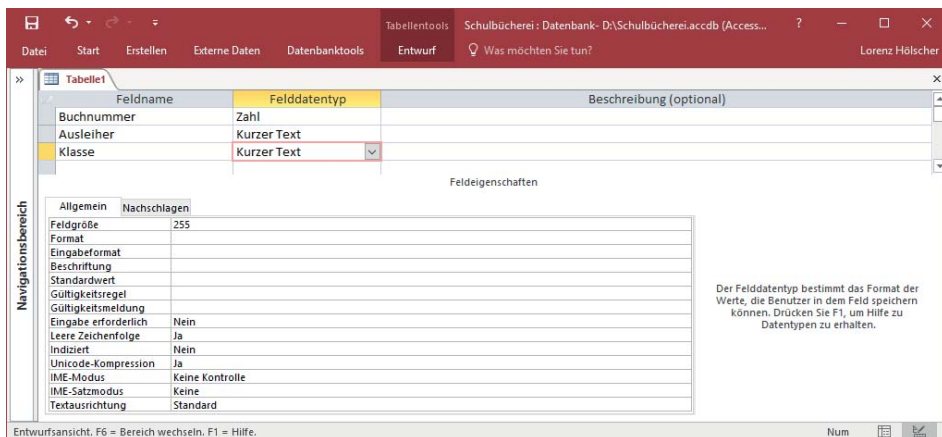 Tabellentools Schulbücherei : Datenbank- D:\Schulbücherei.accdb (Access... ?
Datei Start Erstellen Externe Daten Datenbanktools Entwurf Was möchten Sie tun? Lorenz Hölscher
» Tabelle1
Feldname Felddatentyp Beschreibung (optional)
Buchnummer Zahl
Ausleiher Kurzer Text
Klasse Kurzer Text
Feldeigenschaften
Navigationsbereich
Allgemein Nachschlagen
Feldgröße 255
Format
Eingabeformat
Beschriftung
Standardwert
Gültigkeitsregel
Gültigkeitsmeldung
Eingabe erforderlich Nein
Leere Zeichenfolge Ja
Indiziert Nein
Unicode-Kompression Ja
IME-Modus Keine Kontrolle
IME-Satzmodus Keine
Textausrichtung Standard
Der Felddatentyp bestimmt das Format der
Werte, die Benutzer in dem Feld speichern
können. Drücken Sie F1, um Hilfe zu
Datentypen zu erhalten.
Entwurfsansicht. F6 = Bereich wechseln. F1 = Hilfe. Num